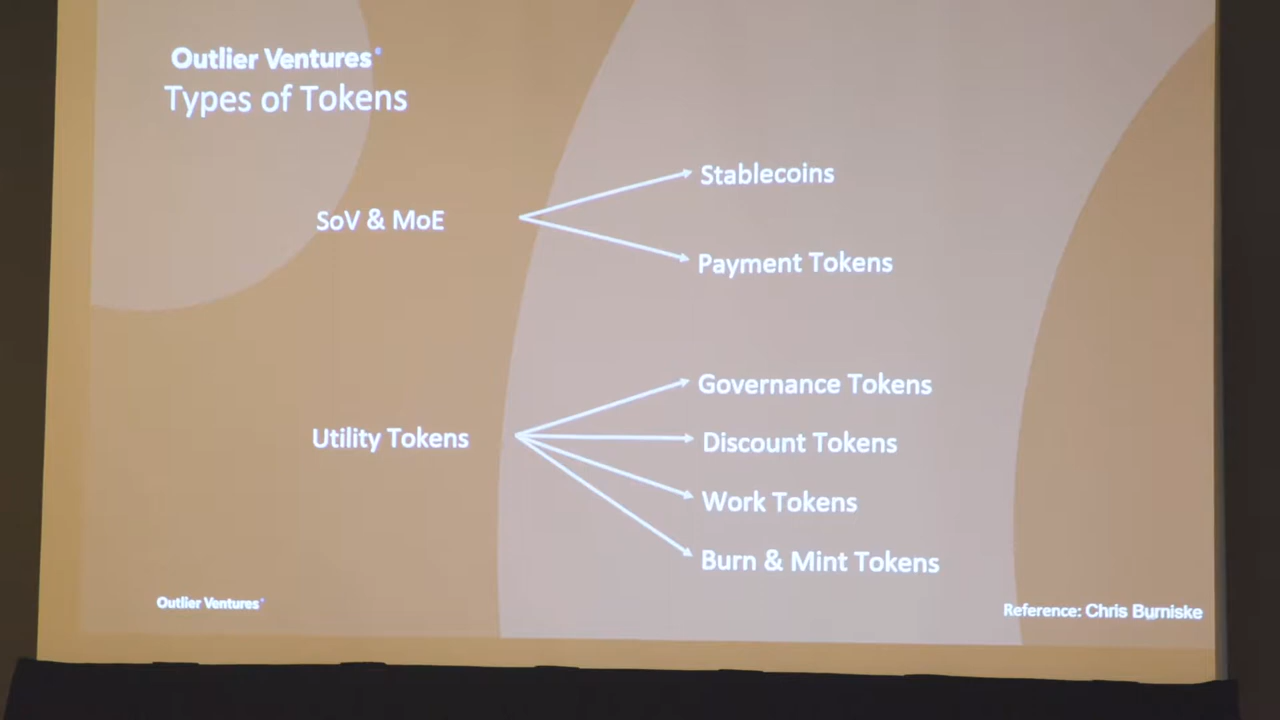 Outlier Ventures
Types of Tokens
SoV & MoE
Stablecoins
Payment Tokens
Utility Tokens
Governance Tokens
Discount Tokens
Work Tokens
Burn & Mint Tokens
Outlier Ventures
Reference: Chris Burniske